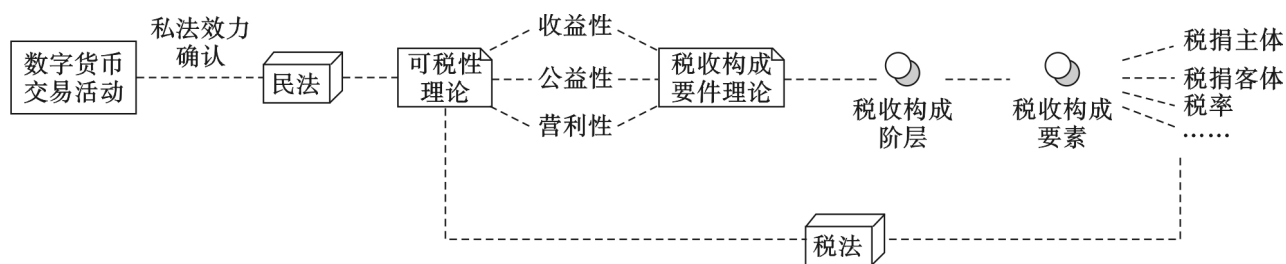 数字货币
交易活动
私法效力
确认
民法
可税性
理论
收益性
公益性
营利性
税收构成
要件理论
税收构成
阶层
税收构成
要素
税捐主体
税捐客体
税率
……
税法